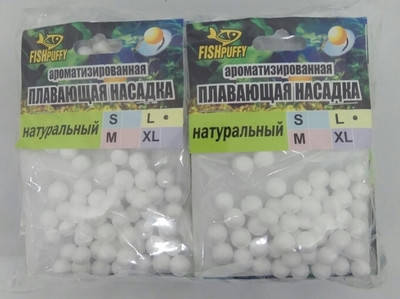 FISHPUFFY
ароматизированная
ПЛАВАЮЩАЯ НАСАДКА
натуральный
S L •
M XL
FISHPUFFY
ароматизированная
ПЛАВАЮЩАЯ НАСАДКА
натуральный
S L •
M XL